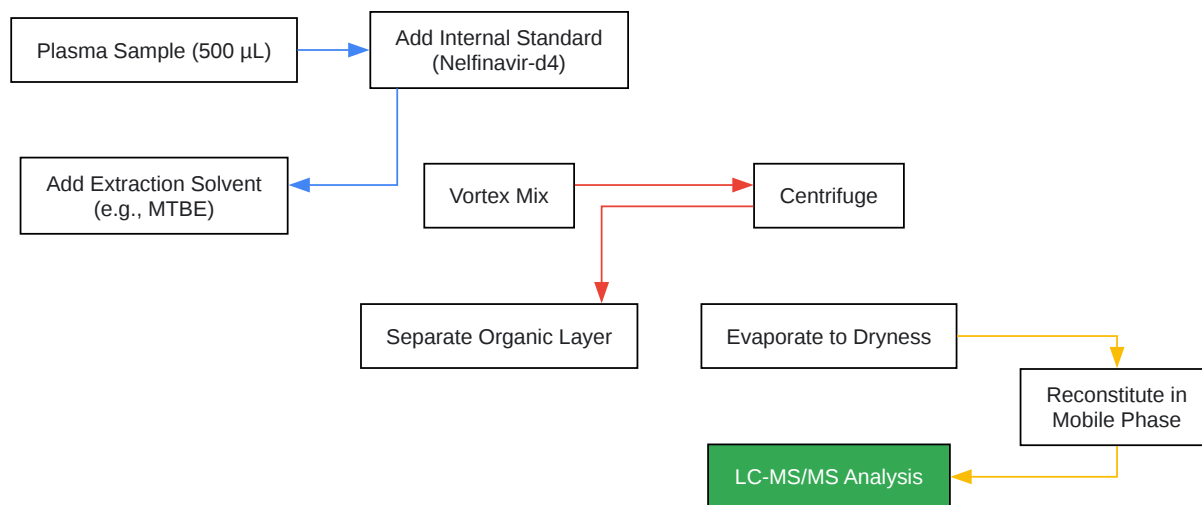 Plasma Sample (500 µL)
Add Internal Standard
(Nelfinavir-d4)
Add Extraction Solvent
(e.g., MTBE)
Vortex Mix
Centrifuge
Separate Organic Layer
Evaporate to Dryness
Reconstitute in
Mobile Phase
LC-MS/MS Analysis